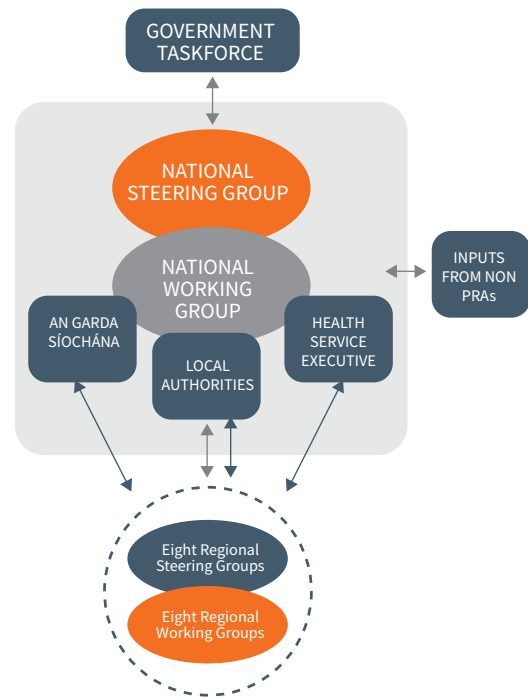 GOVERNMENT
TASKFORCE
NATIONAL
STEERING GROUP
NATIONAL
WORKING
GROUP
INPUTS
FROM NON
PRAs
AN GARDA
SÍOCHÁNA
LOCAL
AUTHORITIES
HEALTH
SERVICE
EXECUTIVE
Eight Regional
Steering Groups
Eight Regional
Working Groups